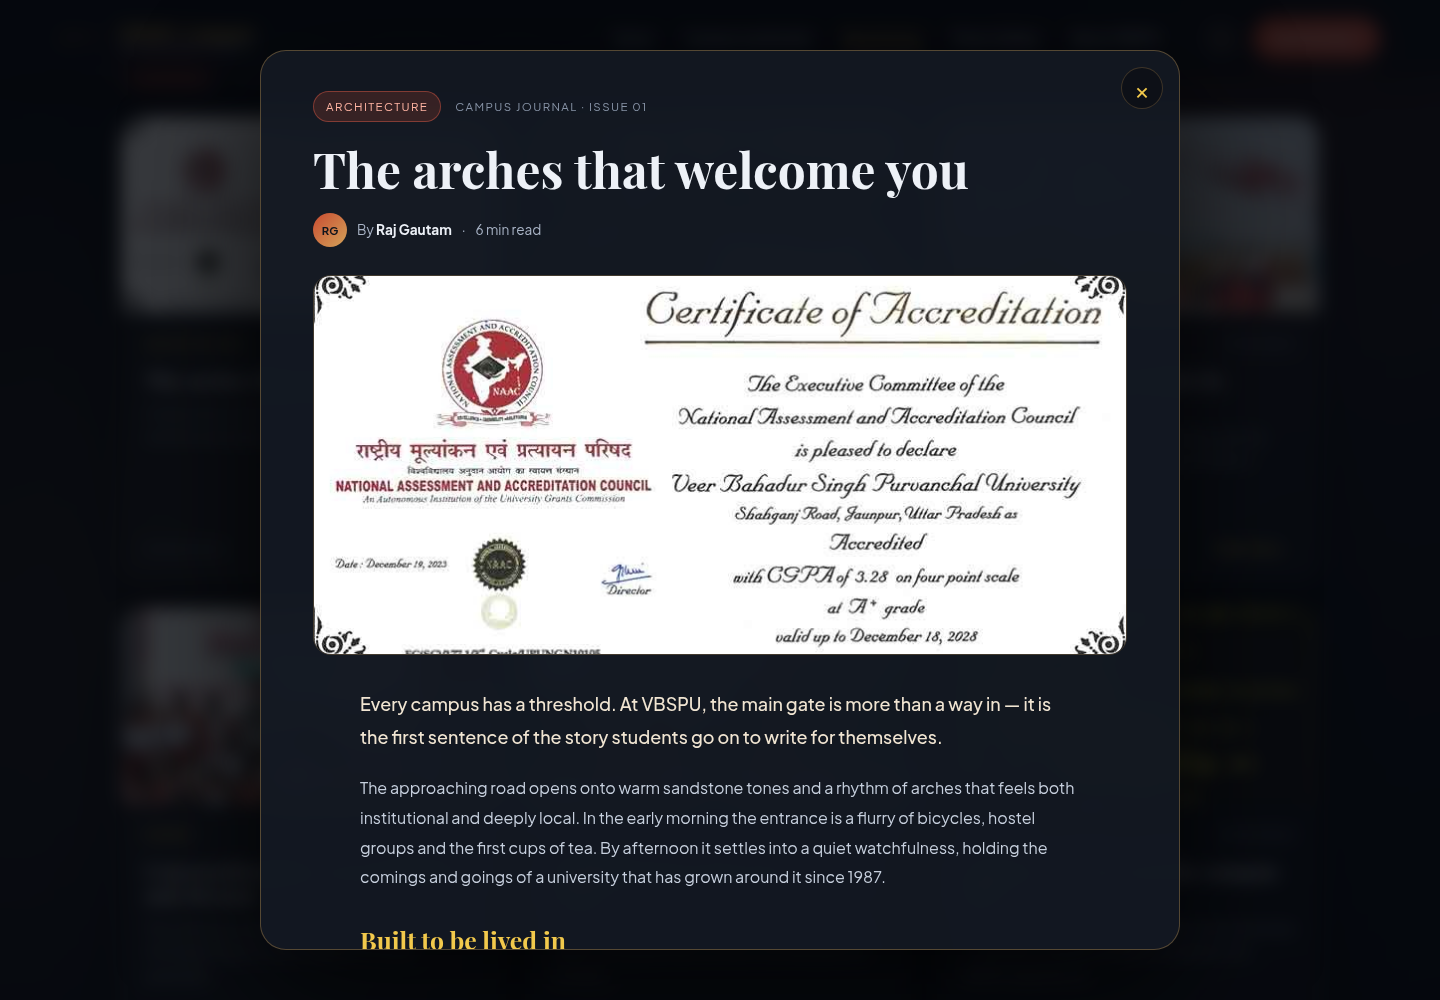 ARCHITECTURE
CAMPUS JOURNAL · ISSUE 01
×
The arches that welcome you
RG
By Raj Gautam · 6 min read
Certificate of Accreditation
NATIONAL ASSESSMENT AND ACCREDITATION COUNCIL
NAAC
राष्ट्रीय मूल्यांकन एवं प्रत्यायन परिषद
विश्वविद्यालय अनुदान आयोग का स्वायत्त संस्थान
NATIONAL ASSESSMENT AND ACCREDITATION COUNCIL
An Autonomous Institution of the University Grants Commission
Date : December 19, 2023
NAAC
Director
The Executive Committee of the
National Assessment and Accreditation Council
is pleased to declare
Veer Bahadur Singh Purvanchal University
Shahganj Road, Jaunpur, Uttar Pradesh as
Accredited
with CGPA of 3.28 on four point scale
at A⁺ grade
valid up to December 18, 2028
Every campus has a threshold. At VBSPU, the main gate is more than a way in — it is
the first sentence of the story students go on to write for themselves.
The approaching road opens onto warm sandstone tones and a rhythm of arches that feels both
institutional and deeply local. In the early morning the entrance is a flurry of bicycles, hostel
groups and the first cups of tea. By afternoon it settles into a quiet watchfulness, holding the
comings and goings of a university that has grown around it since 1987.
Built to be lived in